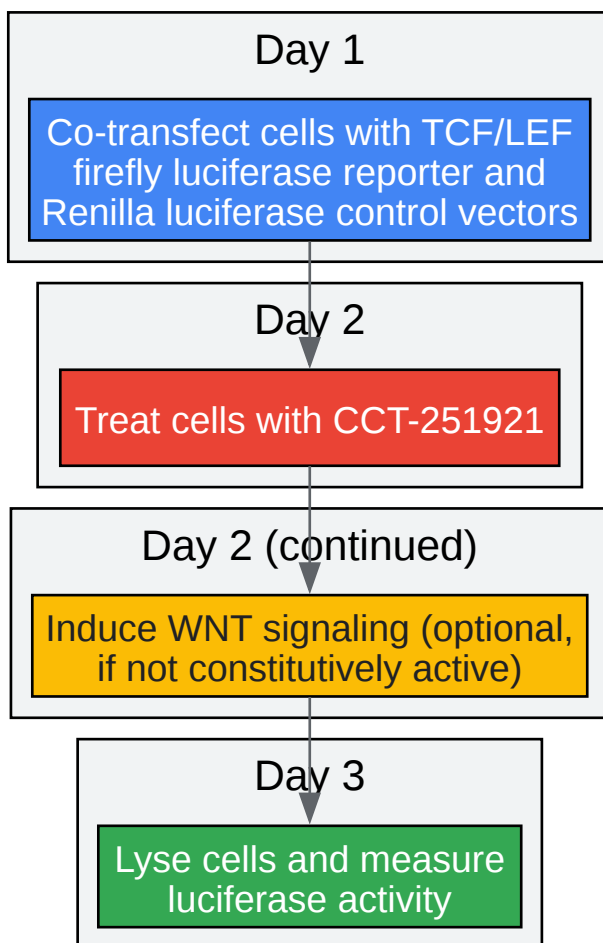 Day 1
Co-transfect cells with TCF/LEF
firefly luciferase reporter and
Renilla luciferase control vectors
Day 2
Treat cells with CCT-251921
Day 2 (continued)
Induce WNT signaling (optional,
if not constitutively active)
Day 3
Lyse cells and measure
luciferase activity